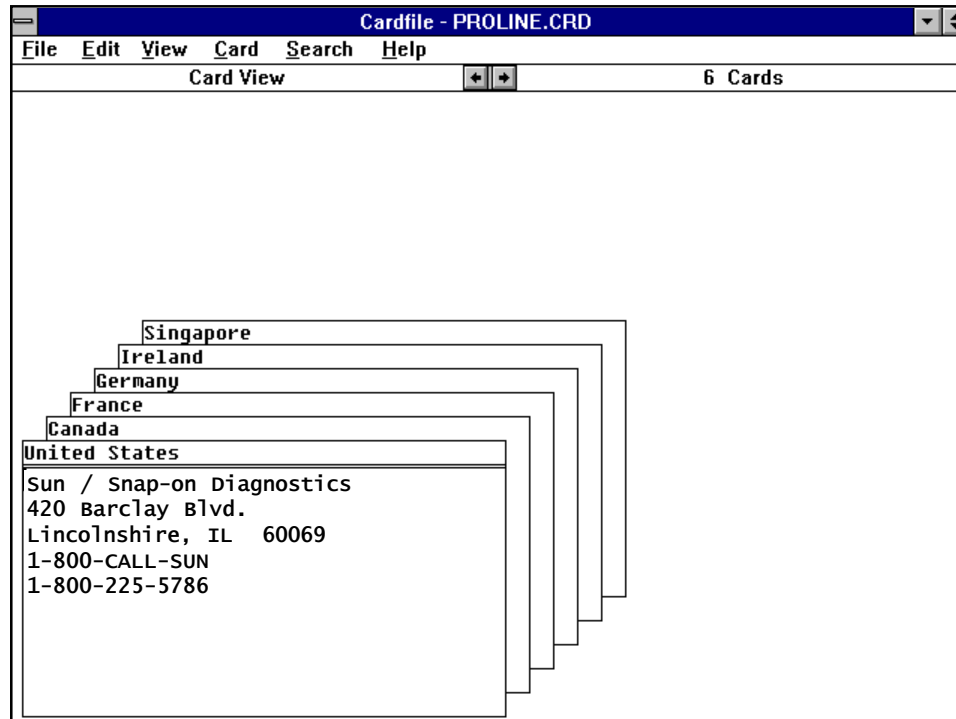 Cardfile - PROLINE.CRD
File Edit View Card Search Help
Card View 6 Cards
Singapore
Ireland
Germany
France
Canada
United States
Sun / Snap-on Diagnostics
420 Barclay Blvd.
Lincolnshire, IL 60069
1-800-CALL-SUN
1-800-225-5786